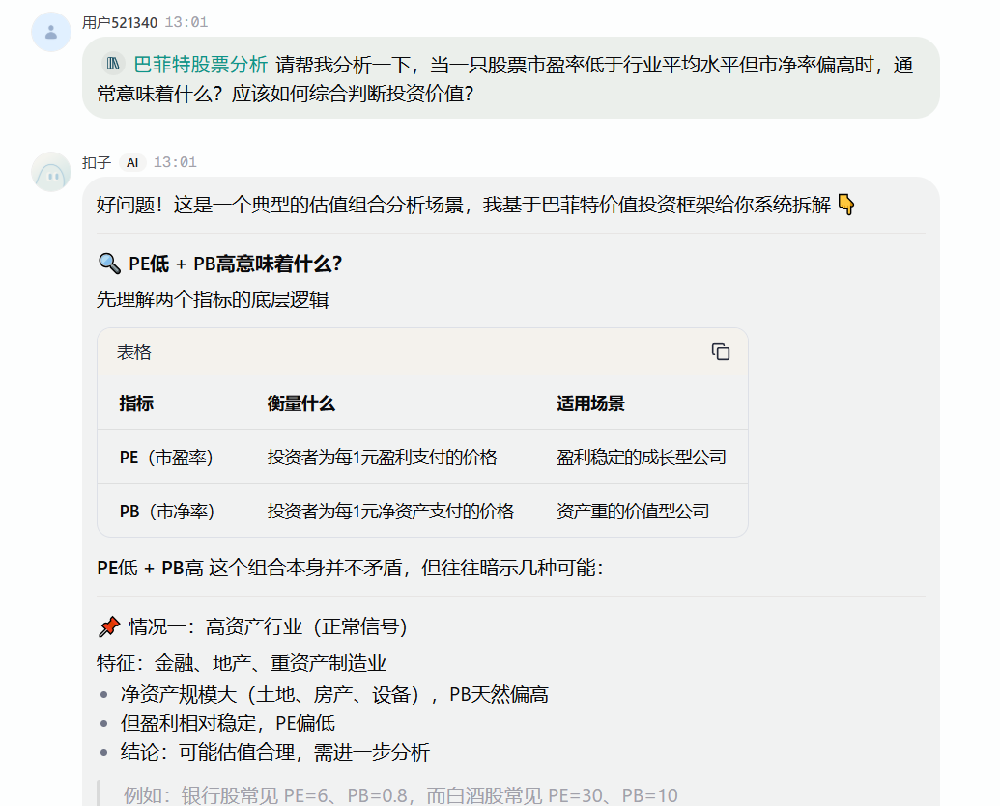 用户521340 13:01
巴菲特股票分析 请帮我分析一下，当一只股票市盈率低于行业平均水平但市净率偏高时，通
常意味着什么？应该如何综合判断投资价值？
扣子 AI 13:01
好问题！这是一个典型的估值组合分析场景，我基于巴菲特价值投资框架给你系统拆解👇
🔍 PE低 + PB高意味着什么？
先理解两个指标的底层逻辑
表格
指标 衡量什么 适用场景
PE（市盈率） 投资者为每1元盈利支付的价格 盈利稳定的成长型公司
PB（市净率） 投资者为每1元净资产支付的价格 资产重的价值型公司
PE低 + PB高 这个组合本身并不矛盾，但往往暗示几种可能：
📌 情况一：高资产行业（正常信号）
特征：金融、地产、重资产制造业
• 净资产规模大（土地、房产、设备），PB天然偏高
• 但盈利相对稳定，PE偏低
• 结论：可能估值合理，需进一步分析
例如：银行股常见 PE=6、PB=0.8，而白酒股常见 PE=30、PB=10